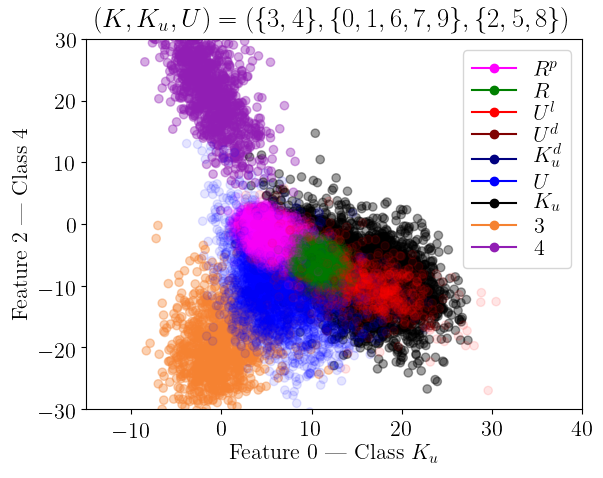 (K, K_u, U) = ({3, 4}, {0, 1, 6, 7, 9}, {2, 5, 8})
30
20
10
0
−10
−20
−30
Feature 2 — Class 4
R^p
R
U^l
U^d
K_u^d
U
K_u
3
4
−10
0
10
20
30
40
Feature 0 — Class K_u